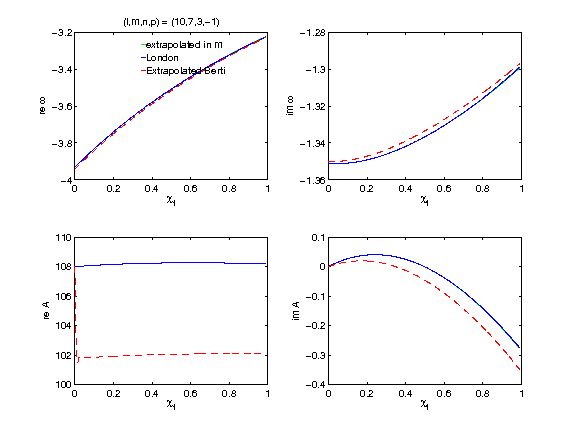 (l,m,n,p) = (10,7,3,−1)
−3.2
−3.4
−3.6
−3.8
−4
re ω
0 0.2 0.4 0.6 0.8 1
χf
extrapolated in m
London
Extrapolated Berti
−1.28
−1.3
−1.32
−1.34
−1.36
im ω
0 0.2 0.4 0.6 0.8 1
χf
110
108
106
104
102
100
re A
0 0.2 0.4 0.6 0.8 1
χf
0.1
0
−0.1
−0.2
−0.3
−0.4
im A
0 0.2 0.4 0.6 0.8 1
χf